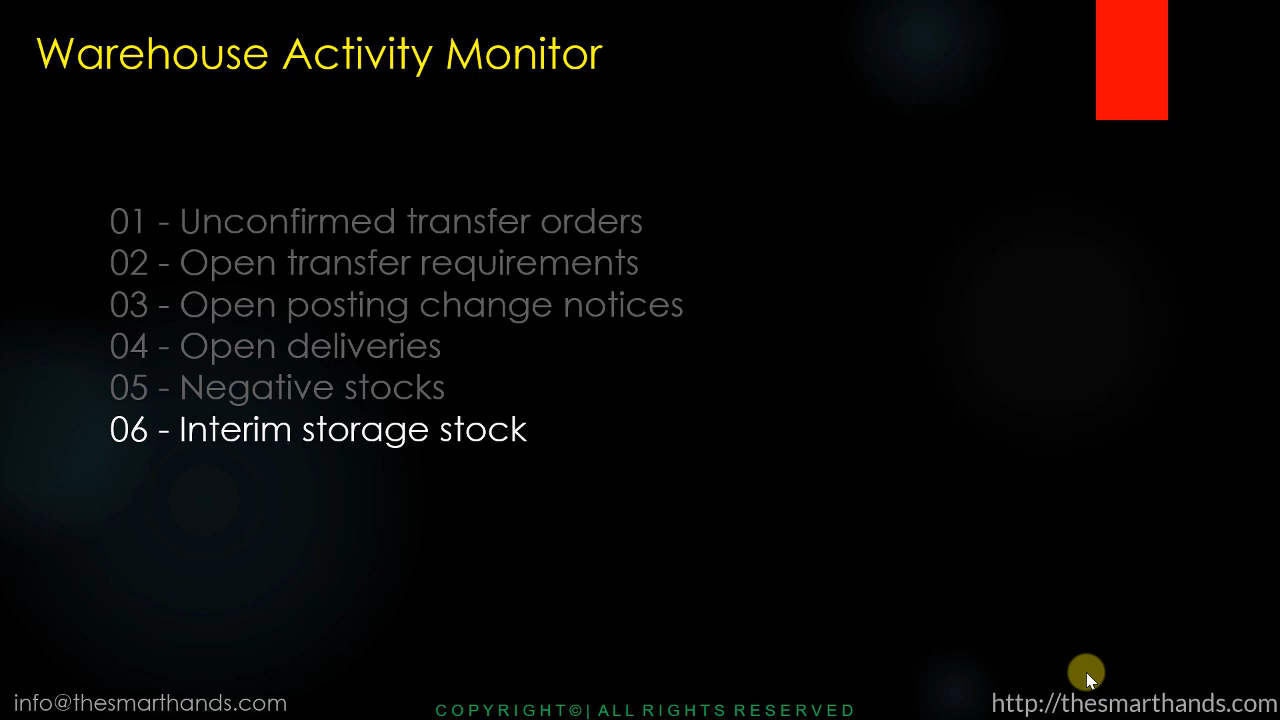 Warehouse Activity Monitor
01 - Unconfirmed transfer orders
02 - Open transfer requirements
03 - Open posting change notices
04 - Open deliveries
05 - Negative stocks
06 - Interim storage stock
info@thesmarthands.com
COPYRIGHT©| ALL RIGHTS RESERVED
http://thesmarthands.com